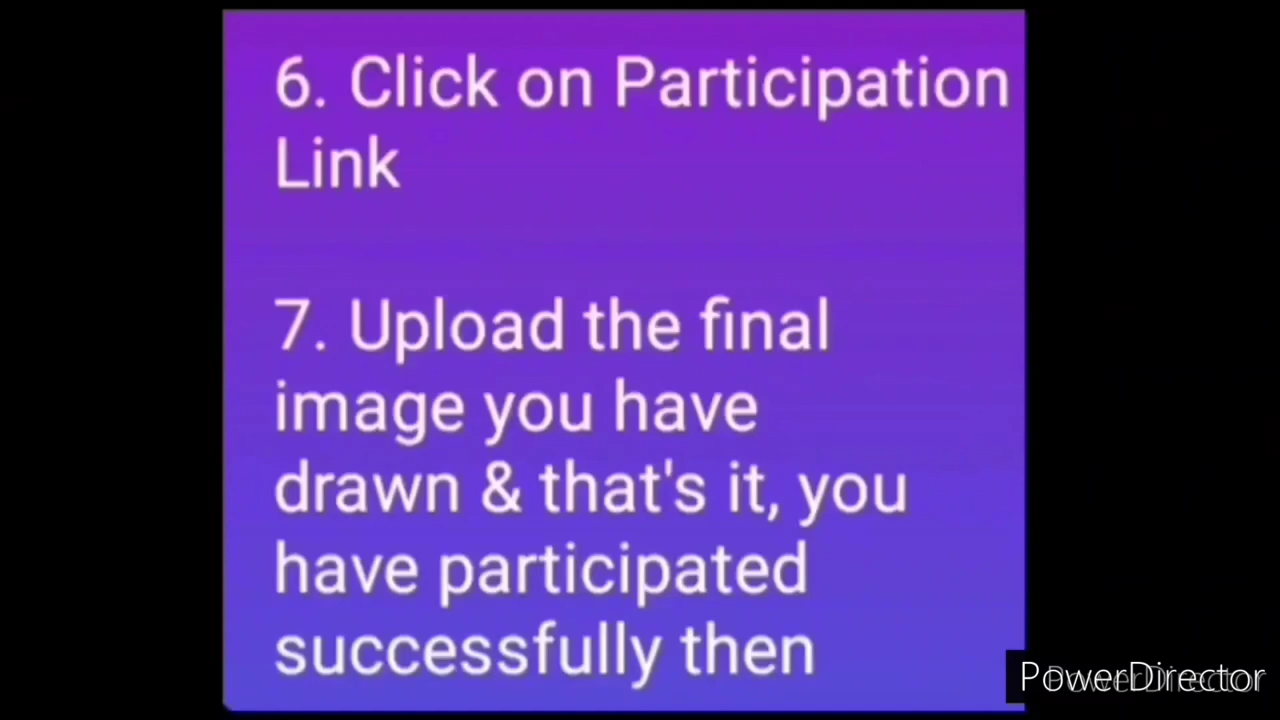 6. Click on Participation
Link
7. Upload the final
image you have
drawn & that's it, you
have participated
successfully then
PowerDirector